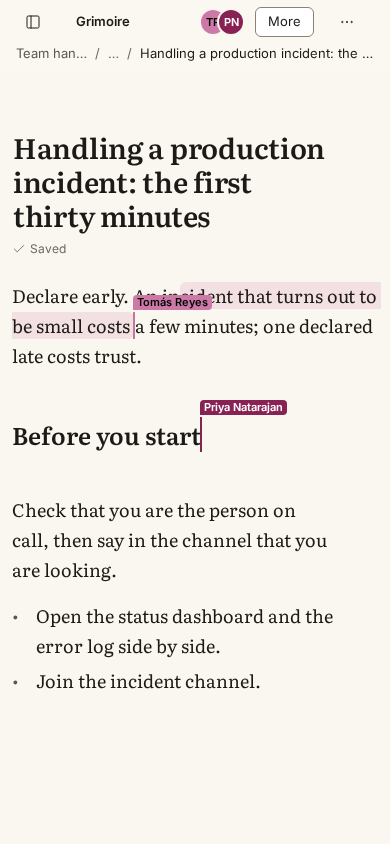 Grimoire
TR
PN
More
Team han... / ... / Handling a production incident: the ...
Handling a production
incident: the first
thirty minutes
Saved
Declare early. An incident that turns out to
Tomás Reyes
be small costs a few minutes; one declared
late costs trust.
Priya Natarajan
Before you start
Check that you are the person on
call, then say in the channel that you
are looking.
• Open the status dashboard and the
error log side by side.
• Join the incident channel.